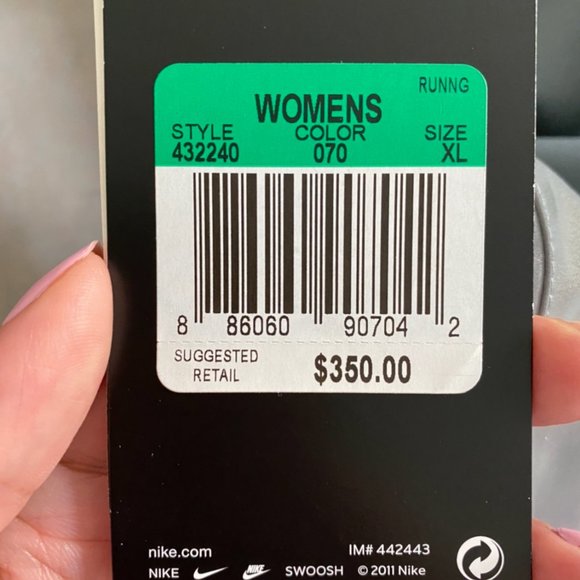 RUNNG
WOMENS
STYLE COLOR SIZE
432240 070 XL
8 86060 90704 2
SUGGESTED
RETAIL $350.00
nike.com IM# 442443
NIKE NIKE SWOOSH © 2011 Nike